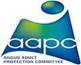 aapc
ANGUS ADULT
PROTECTION COMMITTEE